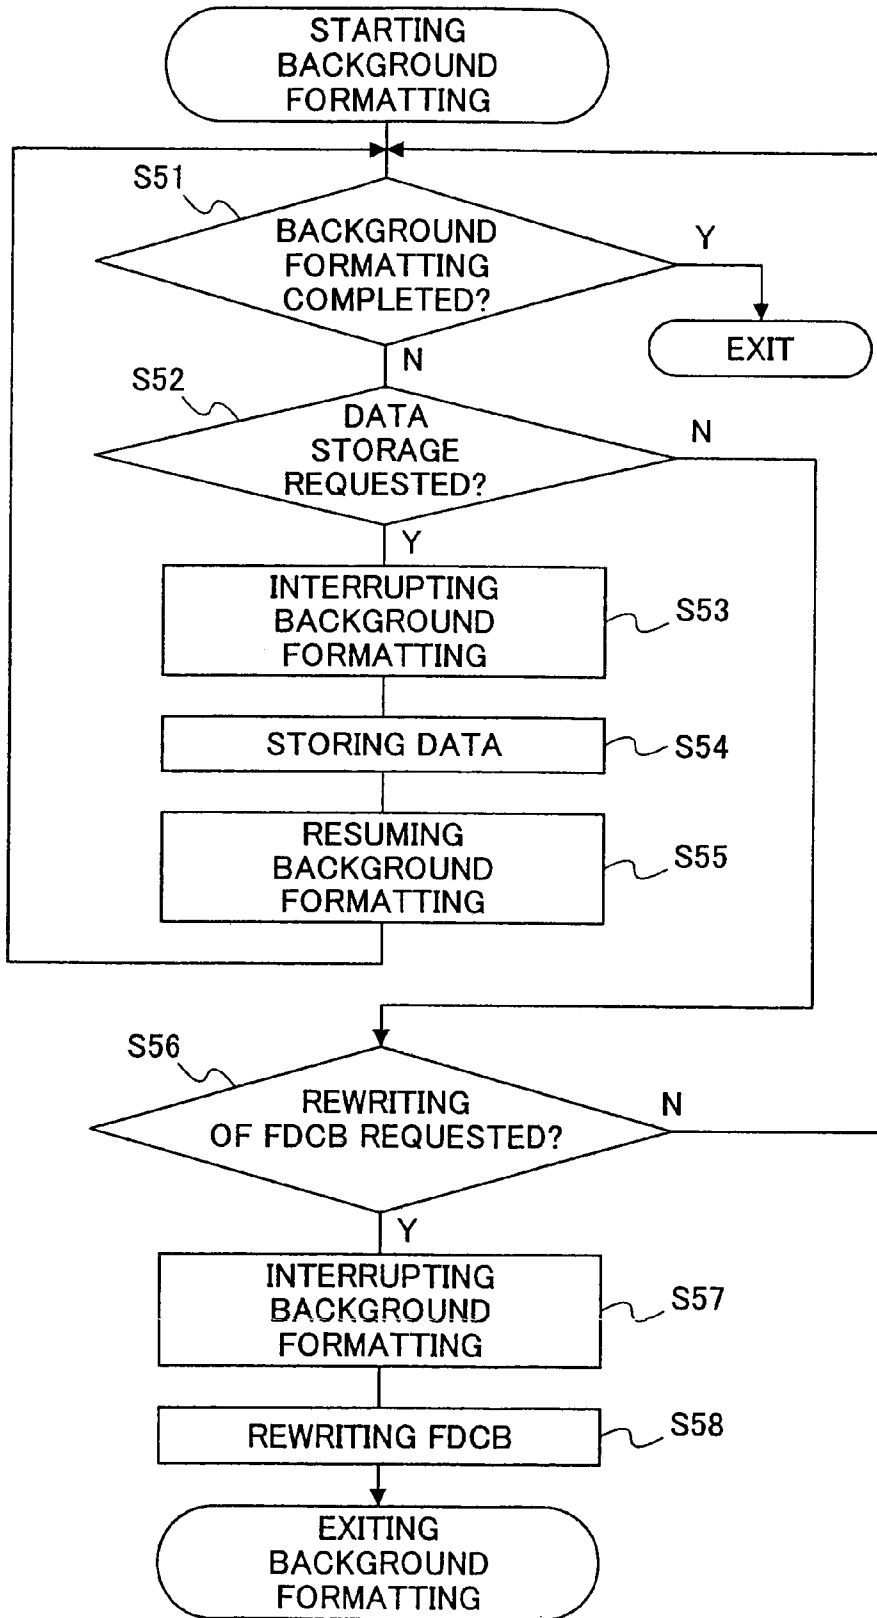 STARTING
BACKGROUND
FORMATTING
S51
BACKGROUND
FORMATTING
COMPLETED?
Y
EXIT
N
S52
DATA
STORAGE
REQUESTED?
N
Y
INTERRUPTING
BACKGROUND
FORMATTING
S53
STORING DATA
S54
RESUMING
BACKGROUND
FORMATTING
S55
S56
REWRITING
OF FDCB REQUESTED?
N
Y
INTERRUPTING
BACKGROUND
FORMATTING
S57
REWRITING FDCB
S58
EXITING
BACKGROUND
FORMATTING